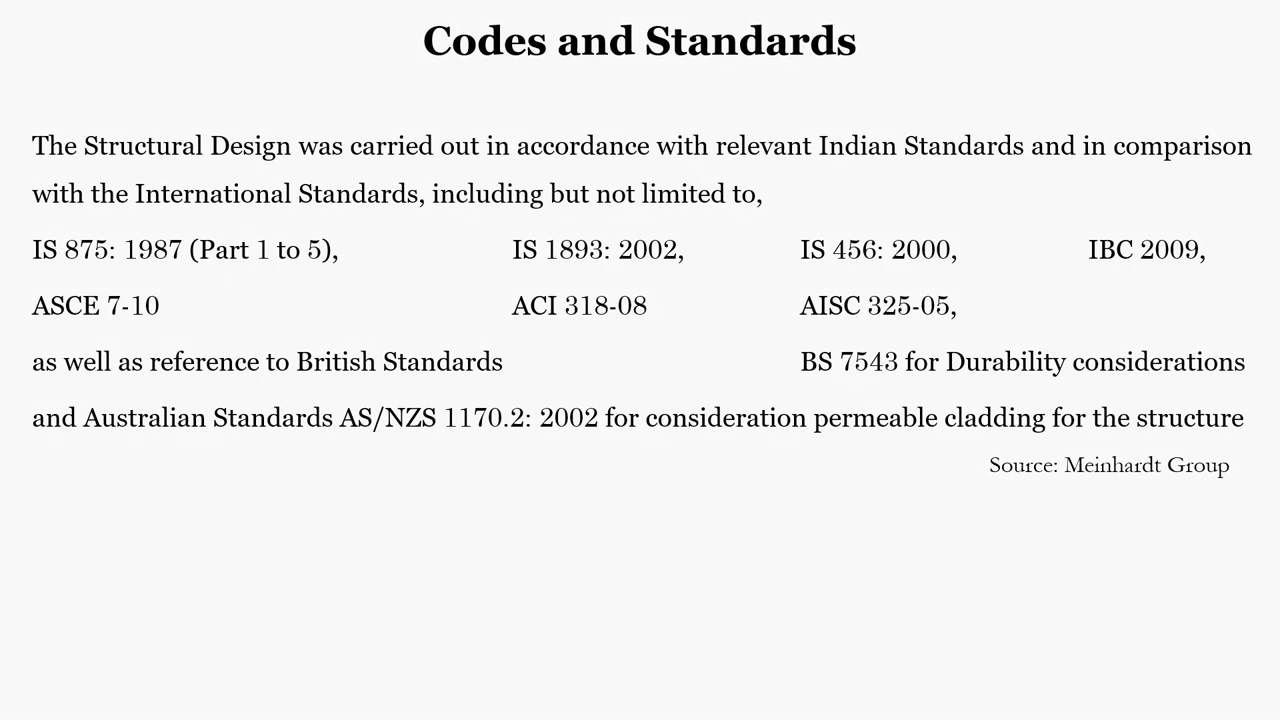 Codes and Standards
The Structural Design was carried out in accordance with relevant Indian Standards and in comparison
with the International Standards, including but not limited to,
IS 875: 1987 (Part 1 to 5), IS 1893: 2002, IS 456: 2000, IBC 2009,
ASCE 7-10 ACI 318-08 AISC 325-05,
as well as reference to British Standards BS 7543 for Durability considerations
and Australian Standards AS/NZS 1170.2: 2002 for consideration permeable cladding for the structure
Source: Meinhardt Group